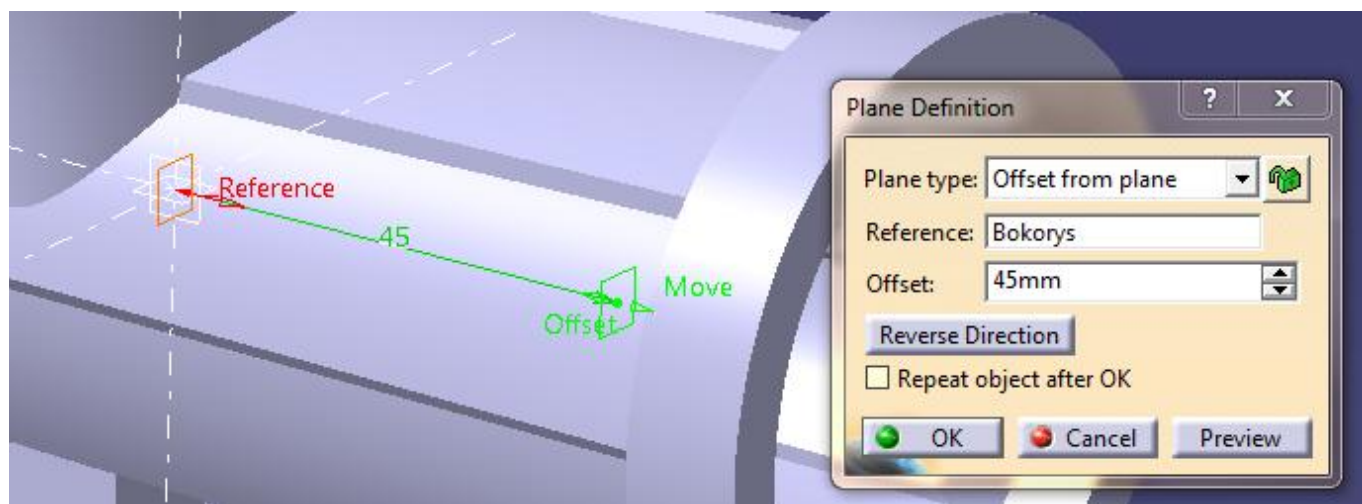 Reference
45
Move
Offset
Plane Definition
? X
Plane type: Offset from plane
Reference: Bokorys
Offset: 45mm
Reverse Direction
Repeat object after OK
OK Cancel Preview